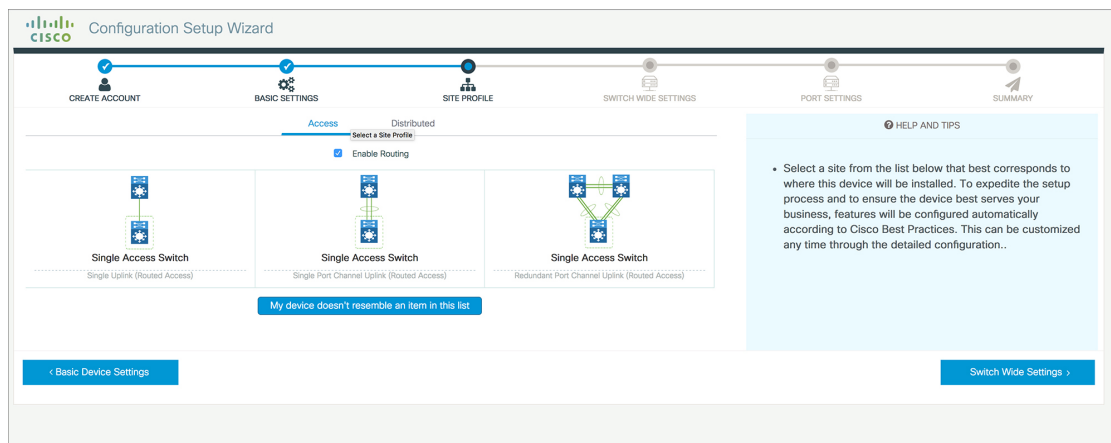 CISCO
Configuration Setup Wizard
CREATE ACCOUNT
BASIC SETTINGS
SITE PROFILE
SWITCH WIDE SETTINGS
PORT SETTINGS
SUMMARY
Access
Distributed
Select a Site Profile
Enable Routing
Single Access Switch
Single Uplink (Routed Access)
Single Access Switch
Single Port Channel Uplink (Routed Access)
Single Access Switch
Redundant Port Channel Uplink (Routed Access)
My device doesn't resemble an item in this list
HELP AND TIPS
• Select a site from the list below that best corresponds to
where this device will be installed. To expedite the setup
process and to ensure the device best serves your
business, features will be configured automatically
according to Cisco Best Practices. This can be customized
any time through the detailed configuration..
‹ Basic Device Settings
Switch Wide Settings ›